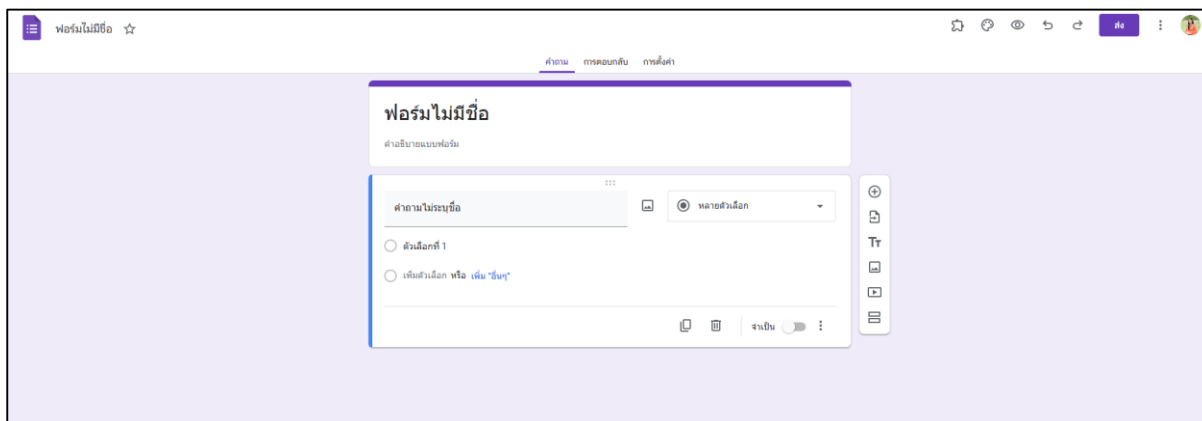 ฟอร์มไม่มีชื่อ
ส่ง
คำถาม การตอบกลับ การตั้งค่า
ฟอร์มไม่มีชื่อ
คำอธิบายแบบฟอร์ม
คำถามไม่ระบุชื่อ
หลายตัวเลือก
ตัวเลือกที่ 1
เพิ่มตัวเลือก หรือ เพิ่ม "อื่นๆ"
จำเป็น
Tт